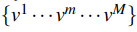 {v¹ ⋯ vᵐ ⋯ vᴹ}